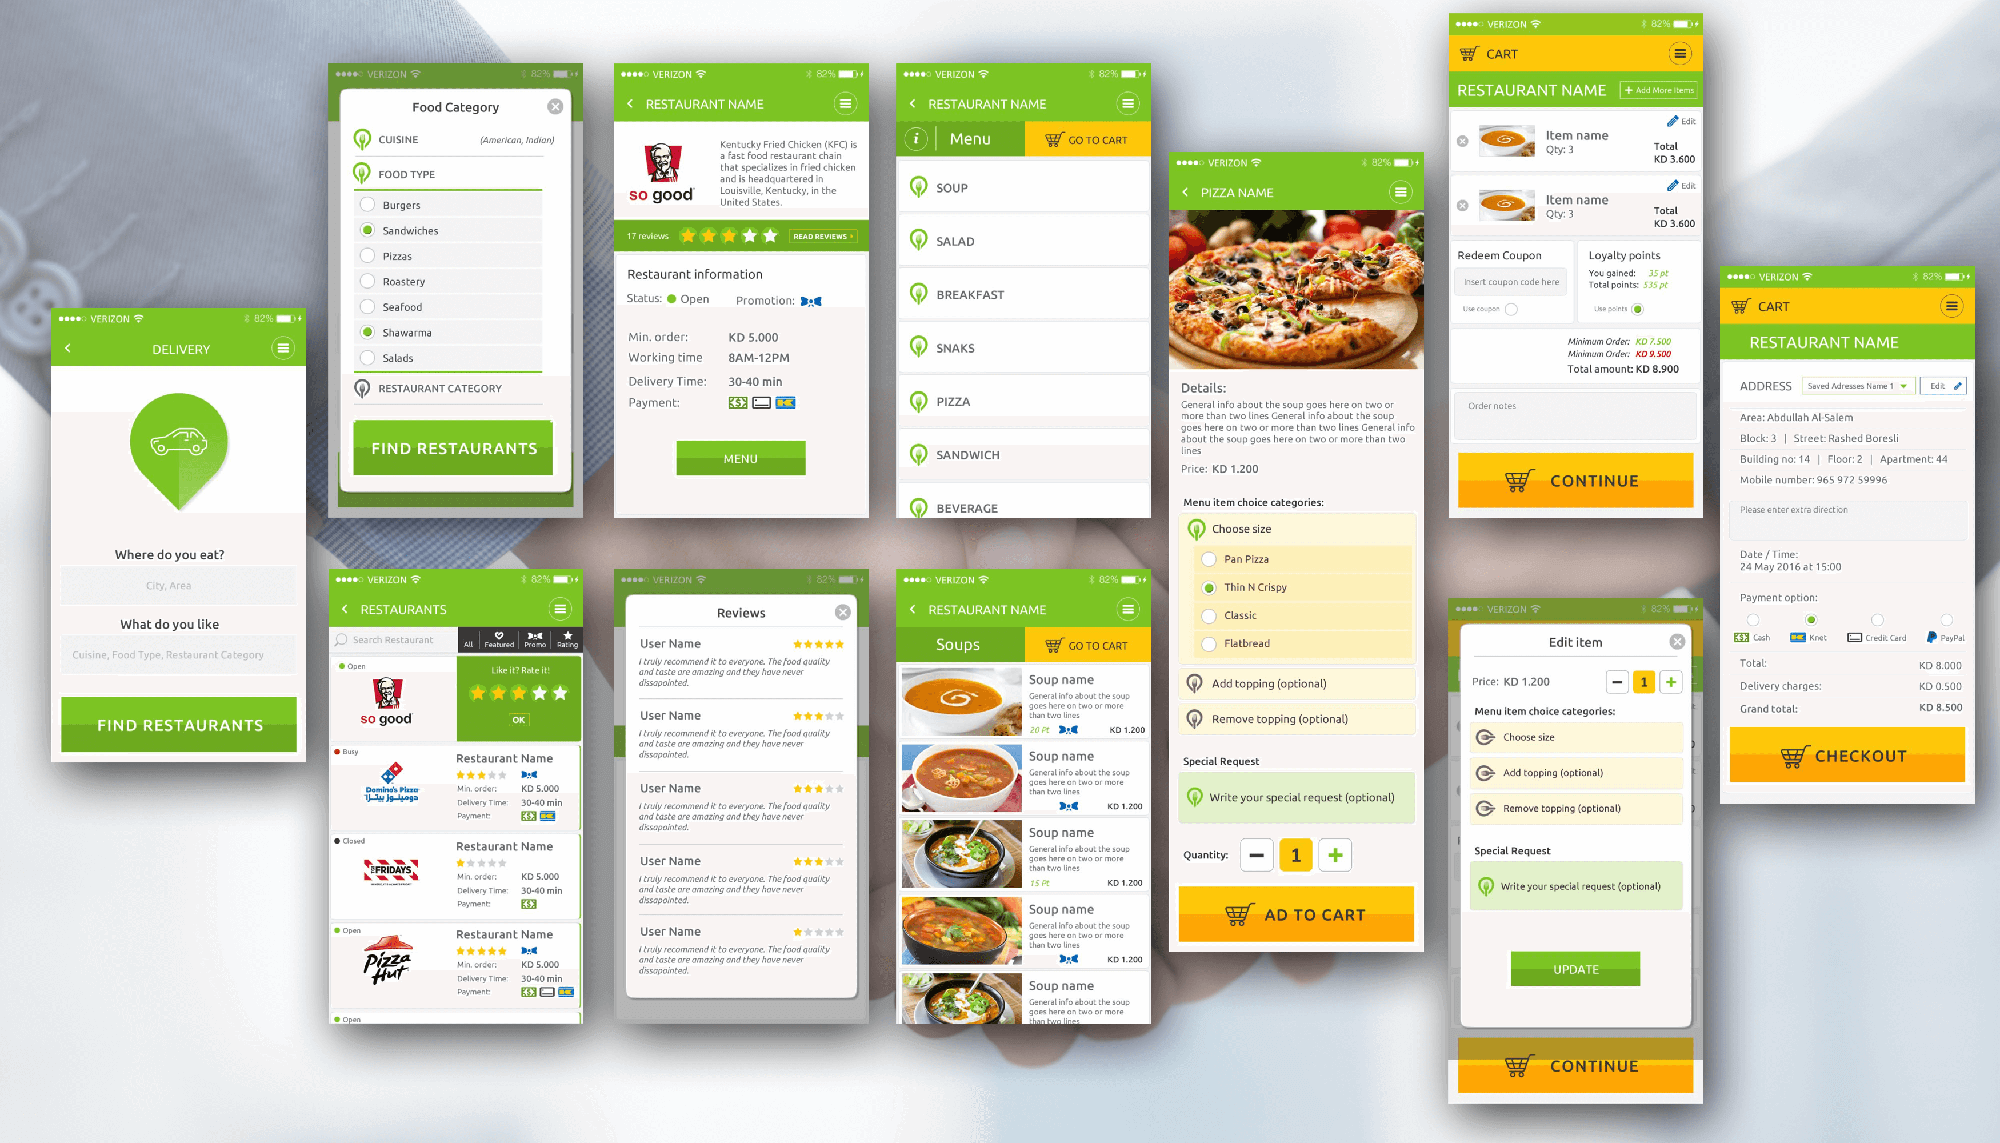 VERIZON 82%
DELIVERY
Where do you eat?
City, Area
What do you like
Cuisine, Food Type, Restaurant Category
FIND RESTAURANTS
VERIZON 82%
Food Category
CUISINE (American, Indian)
FOOD TYPE
Burgers
Sandwiches
Pizzas
Roastery
Seafood
Shawarma
Salads
RESTAURANT CATEGORY
FIND RESTAURANTS
VERIZON 82%
RESTAURANTS
Search Restaurant All Featured Promo Rating
Open
Like it? Rate it!
so good
OK
Busy
Restaurant Name
Domino's Pizza
دومينوز بيتزا
Min. order: KD 5.000
Delivery Time: 30-40 min
Payment:
Closed
Restaurant Name
FRIDAYS
Min. order: KD 5.000
Delivery Time: 30-40 min
Payment:
Open
Restaurant Name
Pizza Hut
Min. order: KD 5.000
Delivery Time: 30-40 min
Payment:
Open
VERIZON 82%
RESTAURANT NAME
so good
Kentucky Fried Chicken (KFC) is
a fast food restaurant chain
that specializes in fried chicken
and is headquartered in
Louisville, Kentucky, in the
United States.
17 reviews READ REVIEWS
Restaurant information
Status: Open Promotion:
Min. order: KD 5.000
Working time 8AM-12PM
Delivery Time: 30-40 min
Payment:
MENU
VERIZON 82%
Reviews
User Name
I truly recommend it to everyone. The food quality
and taste are amazing and they have never
dissapointed.
User Name
I truly recommend it to everyone. The food quality
and taste are amazing and they have never
dissapointed.
User Name
I truly recommend it to everyone. The food quality
and taste are amazing and they have never
dissapointed.
User Name
I truly recommend it to everyone. The food quality
and taste are amazing and they have never
dissapointed.
User Name
I truly recommend it to everyone. The food quality
and taste are amazing and they have never
dissapointed.
VERIZON 82%
RESTAURANT NAME
i Menu GO TO CART
SOUP
SALAD
BREAKFAST
SNAKS
PIZZA
SANDWICH
BEVERAGE
VERIZON 82%
RESTAURANT NAME
Soups GO TO CART
Soup name
General info about the soup
goes here on two or more
than two lines
20 Pt KD 1.200
Soup name
General info about the soup
goes here on two or more
than two lines
KD 1.200
Soup name
General info about the soup
goes here on two or more
than two lines
15 Pt KD 1.200
Soup name
General info about the soup
goes here on two or more
than two lines
KD 1.200
Soup name
General info about the soup
goes here on two or more
than two lines
VERIZON 82%
PIZZA NAME
Details:
General info about the soup goes here on two or
more than two lines General info about the soup
goes here on two or more than two lines General info
about the soup goes here on two or more than two
lines
Price: KD 1.200
Menu item choice categories:
Choose size
Pan Pizza
Thin N Crispy
Classic
Flatbread
Add topping (optional)
Remove topping (optional)
Special Request
Write your special request (optional)
Quantity: 1
AD TO CART
VERIZON 82%
CART
RESTAURANT NAME + Add More Items
Edit
Item name
Qty: 3
Total
KD 3.600
Edit
Item name
Qty: 3
Total
KD 3.600
Redeem Coupon
Insert coupon code here
Use coupon
Loyalty points
You gained: 35 pt
Total points: 535 pt
Use points
Minimum Order: KD 7.500
Minimum Order: KD 9.500
Total amount: KD 8.900
Order notes
CONTINUE
VERIZON 82%
Edit item
Price: KD 1.200 1
Menu item choice categories:
Choose size
Add topping (optional)
Remove topping (optional)
Special Request
Write your special request (optional)
UPDATE
CONTINUE
VERIZON 82%
CART
RESTAURANT NAME
ADDRESS Saved Adresses Name 1 Edit
Area: Abdullah Al-Salem
Block: 3 | Street: Rashed Boresli
Building no: 14 | Floor: 2 | Apartment: 44
Mobile number: 965 972 59996
Please enter extra direction
Date / Time:
24 May 2016 at 15:00
Payment option:
Cash Knet Credit Card PayPal
Total: KD 8.000
Delivery charges: KD 0.500
Grand total: KD 8.500
CHECKOUT